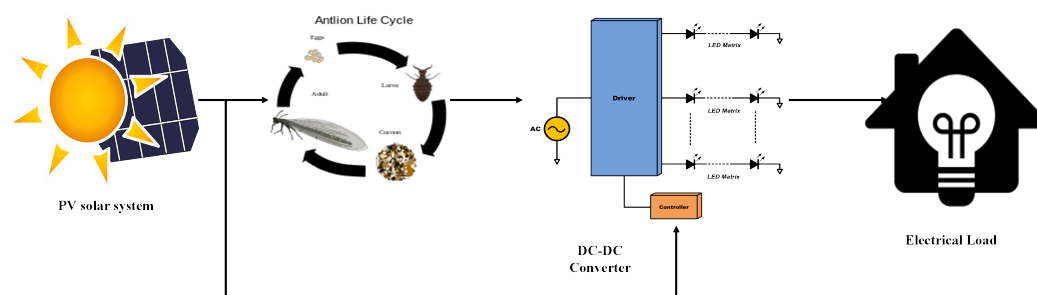 Antlion Life Cycle
Eggs
Larva
Adult
Cocoon
PV solar system
AC
Driver
LED Matrix
LED Matrix
LED Matrix
Controller
DC-DC
Converter
Electrical Load